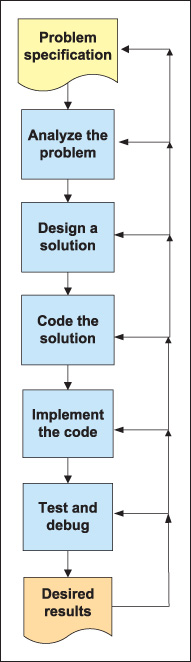 Problem
specification
Analyze the
problem
Design a
solution
Code the
solution
Implement
the code
Test and
debug
Desired
results